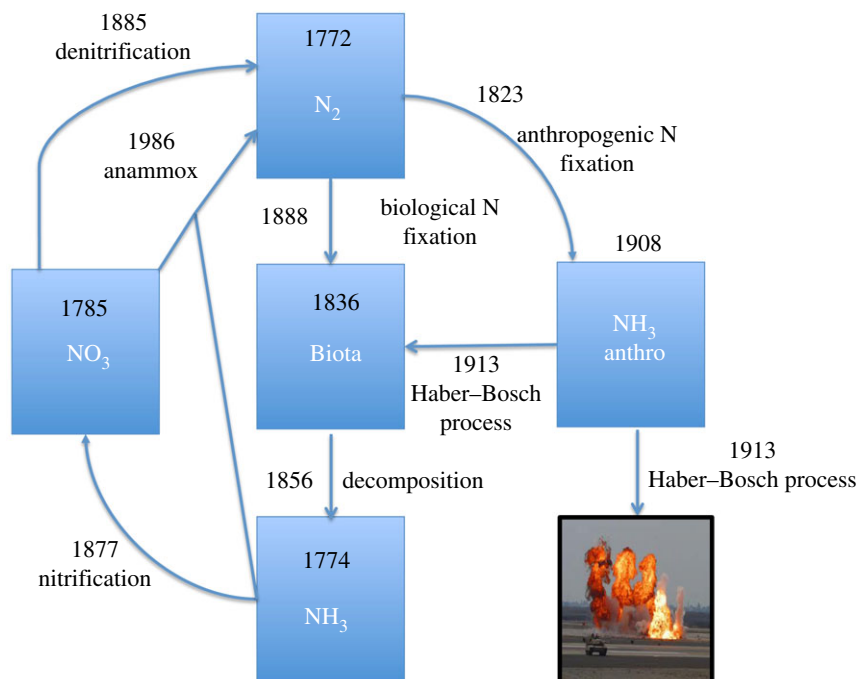 1885
denitrification
1772
N₂
1823
anthropogenic N
fixation
1986
anammox
1888
biological N
fixation
1908
1785
NO₃
1836
Biota
NH₃
anthro
1913
Haber–Bosch
process
1856
decomposition
1913
Haber–Bosch process
1877
nitrification
1774
NH₃